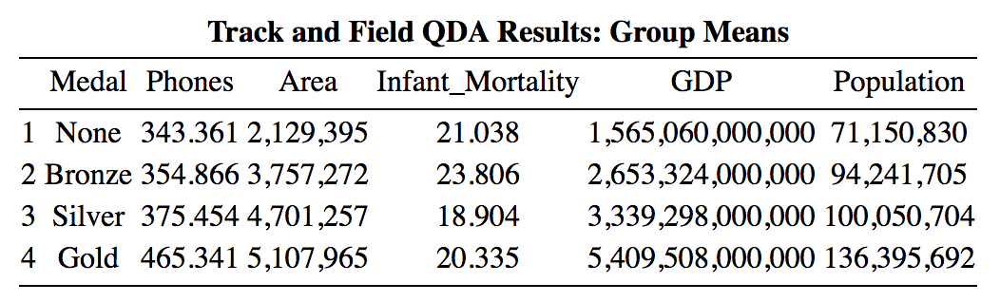 Track and Field QDA Results: Group Means
Medal Phones Area Infant_Mortality GDP Population
1 None 343.361 2,129,395 21.038 1,565,060,000,000 71,150,830
2 Bronze 354.866 3,757,272 23.806 2,653,324,000,000 94,241,705
3 Silver 375.454 4,701,257 18.904 3,339,298,000,000 100,050,704
4 Gold 465.341 5,107,965 20.335 5,409,508,000,000 136,395,692